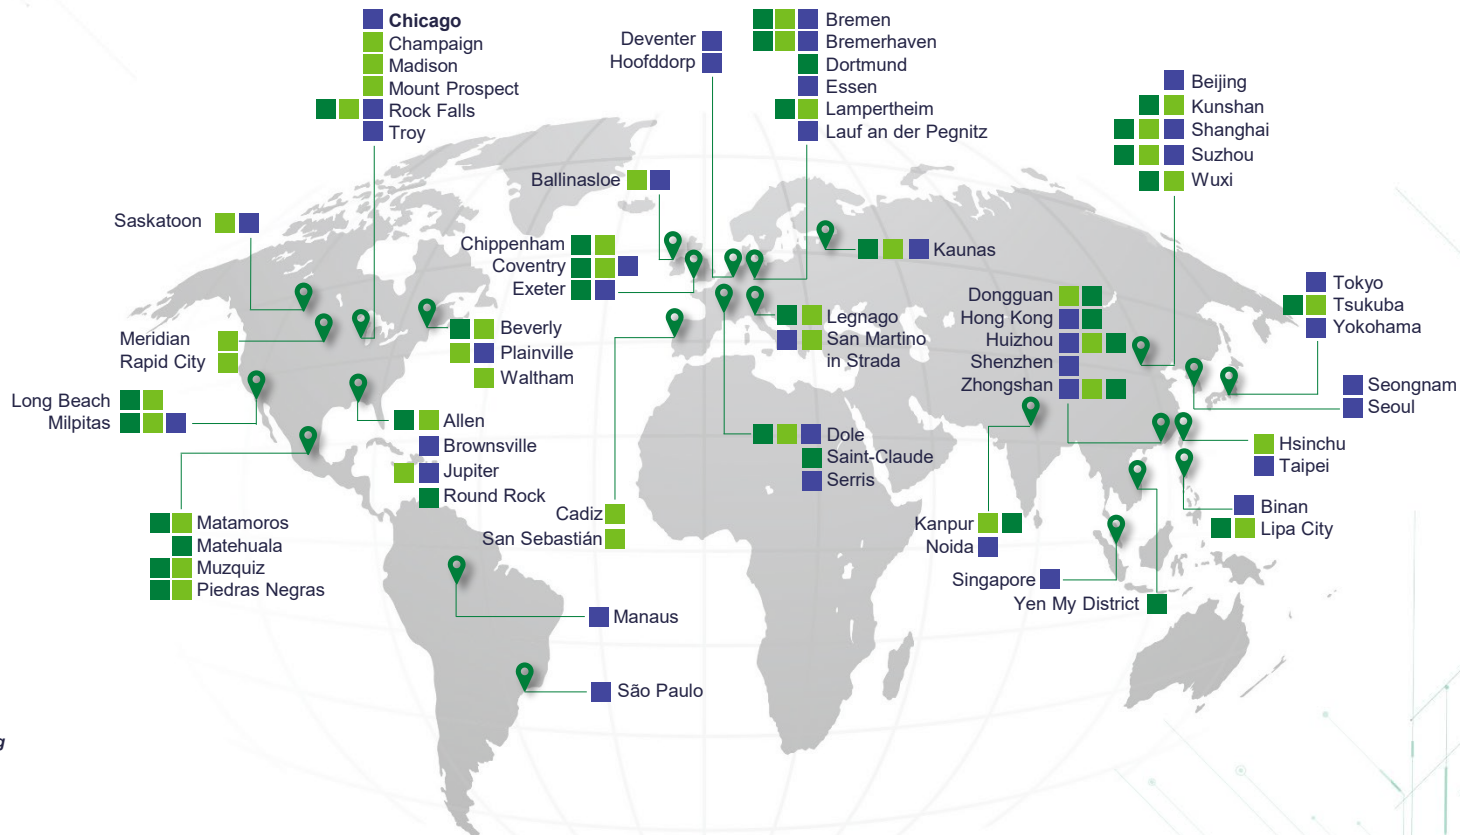 Chicago
Champaign
Madison
Mount Prospect
Rock Falls
Troy
Deventer
Hoofddorp
Bremen
Bremerhaven
Dortmund
Essen
Lampertheim
Lauf an der Pegnitz
Beijing
Kunshan
Shanghai
Suzhou
Wuxi
Ballinasloe
Saskatoon
Chippenham
Coventry
Exeter
Kaunas
Meridian
Rapid City
Beverly
Plainville
Waltham
Legnago
San Martino
in Strada
Dongguan
Hong Kong
Huizhou
Shenzhen
Zhongshan
Tokyo
Tsukuba
Yokohama
Long Beach
Milpitas
Allen
Brownsville
Jupiter
Round Rock
Dole
Saint-Claude
Serris
Seongnam
Seoul
Hsinchu
Taipei
Matamoros
Matehuala
Muzquiz
Piedras Negras
Cadiz
San Sebastián
Kanpur
Noida
Binan
Lipa City
Singapore
Yen My District
Manaus
São Paulo